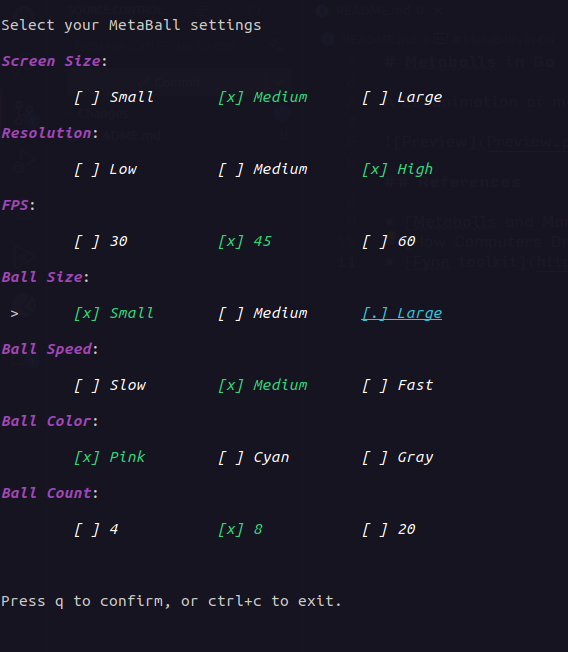 Select your MetaBall settings
Screen Size:
[ ] Small [x] Medium [ ] Large
Resolution:
[ ] Low [ ] Medium [x] High
FPS:
[ ] 30 [x] 45 [ ] 60
Ball Size:
> [x] Small [ ] Medium [.] Large
Ball Speed:
[ ] Slow [x] Medium [ ] Fast
Ball Color:
[x] Pink [ ] Cyan [ ] Gray
Ball Count:
[ ] 4 [x] 8 [ ] 20
Press q to confirm, or ctrl+c to exit.